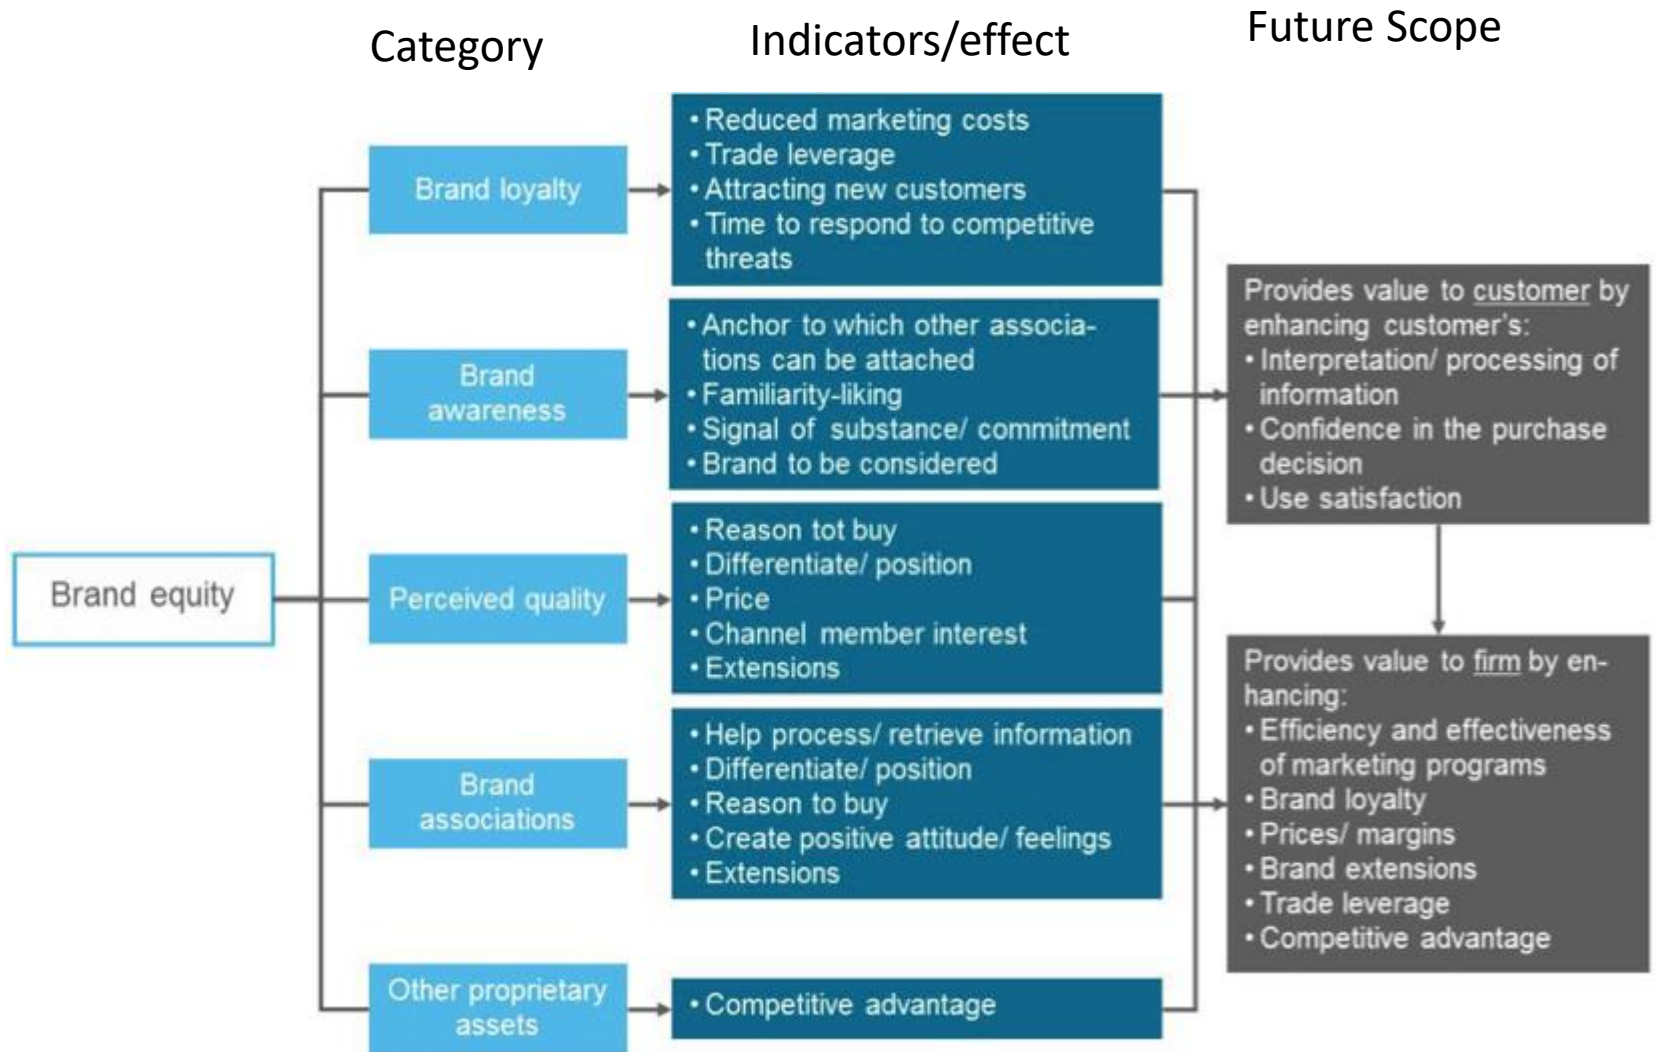 Category
Indicators/effect
Future Scope
Brand equity
Brand loyalty
• Reduced marketing costs
• Trade leverage
• Attracting new customers
• Time to respond to competitive
threats
Brand
awareness
• Anchor to which other associa-
tions can be attached
• Familiarity-liking
• Signal of substance/ commitment
• Brand to be considered
Perceived quality
• Reason tot buy
• Differentiate/ position
• Price
• Channel member interest
• Extensions
Brand
associations
• Help process/ retrieve information
• Differentiate/ position
• Reason to buy
• Create positive attitude/ feelings
• Extensions
Other proprietary
assets
• Competitive advantage
Provides value to customer by
enhancing customer's:
• Interpretation/ processing of
information
• Confidence in the purchase
decision
• Use satisfaction
Provides value to firm by en-
hancing:
• Efficiency and effectiveness
of marketing programs
• Brand loyalty
• Prices/ margins
• Brand extensions
• Trade leverage
• Competitive advantage